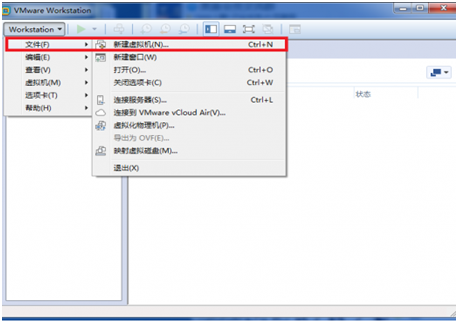 VMware Workstation
Workstation
文件(F)
新建虚拟机(N)... Ctrl+N
编辑(E)
新建窗口(W)
查看(V)
打开(O)... Ctrl+O
虚拟机(M)
关闭选项卡(C) Ctrl+W
选项卡(T)
连接服务器(S)... Ctrl+L
帮助(H)
连接到 VMware vCloud Air(V)...
虚拟化物理机(P)...
导出为 OVF(E)...
映射虚拟磁盘(M)...
退出(X)
状态